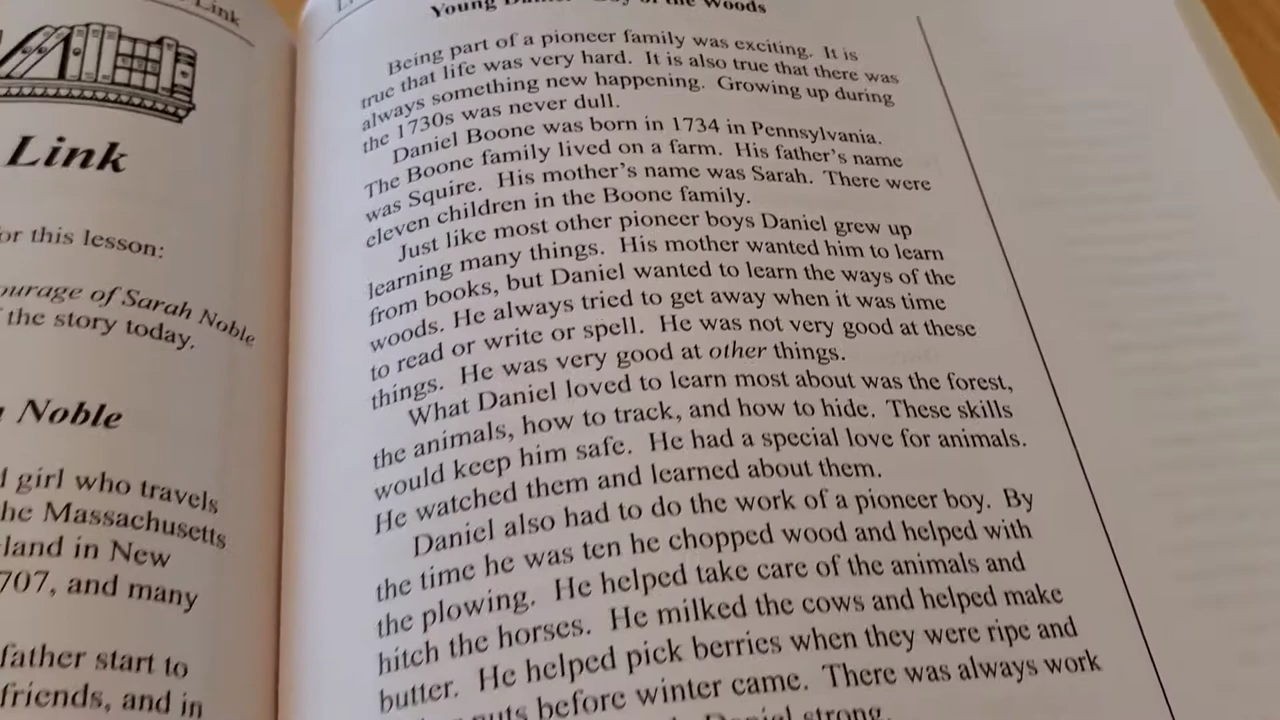 Link
Link
or this lesson:
ourage of Sarah Noble
the story today.
Noble
girl who travels
he Massachusetts
land in New
707, and many
father start to
friends, and in
Young Daniel Boy of the Woods
Being part of a pioneer family was exciting. It is
true that life was very hard. It is also true that there was
always something new happening. Growing up during
the 1730s was never dull.
Daniel Boone was born in 1734 in Pennsylvania.
The Boone family lived on a farm. His father's name
was Squire. His mother's name was Sarah. There were
eleven children in the Boone family.
Just like most other pioneer boys Daniel grew up
learning many things. His mother wanted him to learn
from books, but Daniel wanted to learn the ways of the
woods. He always tried to get away when it was time
to read or write or spell. He was not very good at these
things. He was very good at other things.
What Daniel loved to learn most about was the forest,
the animals, how to track, and how to hide. These skills
would keep him safe. He had a special love for animals.
He watched them and learned about them.
Daniel also had to do the work of a pioneer boy. By
the time he was ten he chopped wood and helped with
the plowing. He helped take care of the animals and
hitch the horses. He milked the cows and helped make
butter. He helped pick berries when they were ripe and
nuts before winter came. There was always work
Daniel strong.